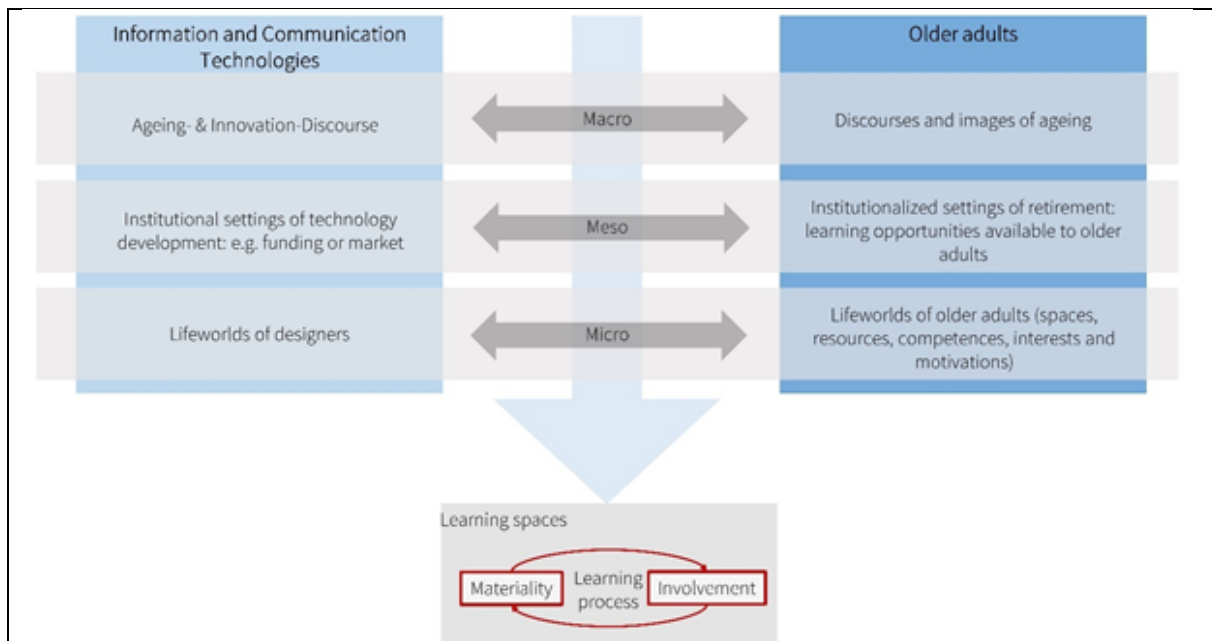 Information and Communication
Technologies
Older adults
Ageing- & Innovation-Discourse
Macro
Discourses and images of ageing
Institutional settings of technology
development: e.g. funding or market
Meso
Institutionalized settings of retirement:
learning opportunities available to older
adults
Lifeworlds of designers
Micro
Lifeworlds of older adults (spaces,
resources, competences, interests and
motivations)
Learning spaces
Materiality
Learning
process
Involvement